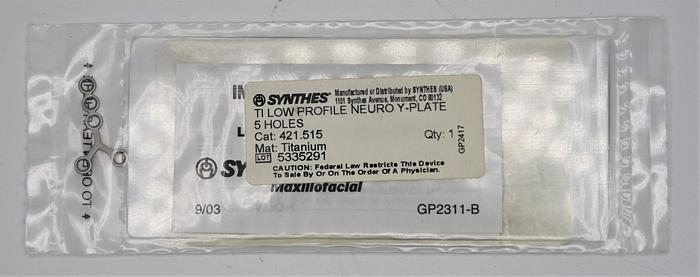 SYNTHES® Manufactured or Distributed by SYNTHES (USA)
1101 Synthes Avenue, Monument, CO 80132
TI LOW PROFILE NEURO Y-PLATE
5 HOLES
Cat: 421.515 Qty: 1
Mat: Titanium
LOT 5335291
GP2417
CAUTION: Federal Law Restricts This Device
To Sale By Or On The Order Of A Physician.
Maxillofacial
9/03 GP2311-B